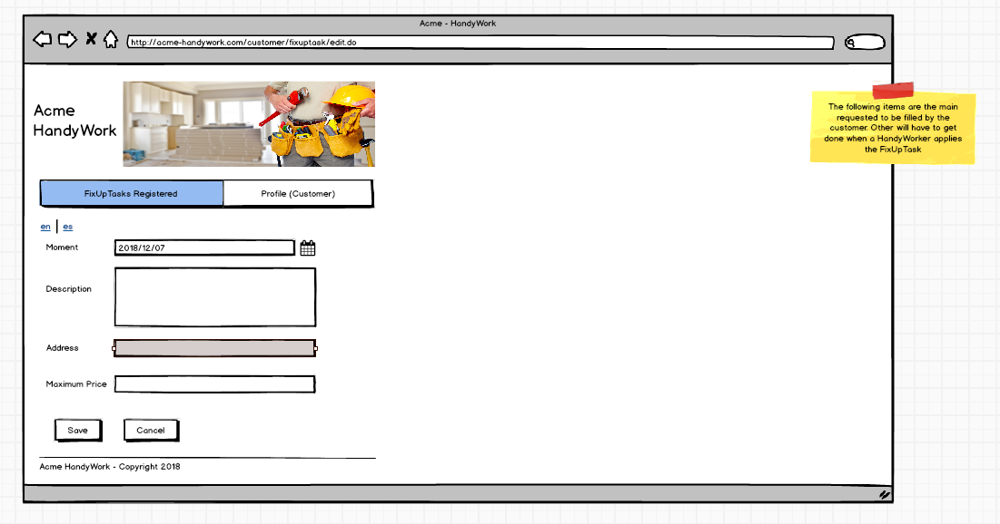 Acme - HandyWork
http://acme-handywork.com/customer/fixuptask/edit.do
Acme
HandyWork
The following items are the main
requested to be filled by the
customer. Other will have to get
done when a HandyWorker applies
the FixUpTask
FixUpTasks Registered
Profile (Customer)
en | es
Moment
2018/12/07
Description
Address
Maximum Price
Save
Cancel
Acme HandyWork - Copyright 2018